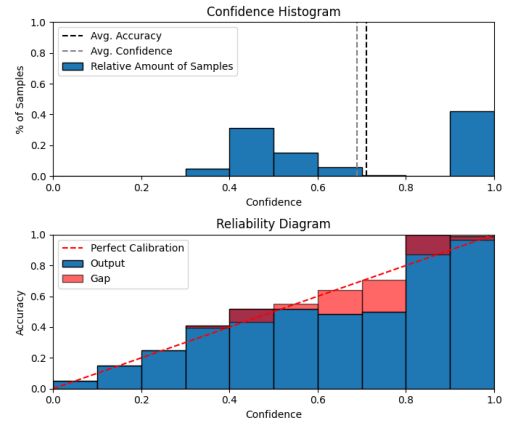 Confidence Histogram
1.0
0.8
0.6
0.4
0.2
0.0
% of Samples
Avg. Accuracy
Avg. Confidence
Relative Amount of Samples
0.0 0.2 0.4 0.6 0.8 1.0
Confidence
Reliability Diagram
1.0
0.8
0.6
0.4
0.2
0.0
Accuracy
Perfect Calibration
Output
Gap
0.0 0.2 0.4 0.6 0.8 1.0
Confidence